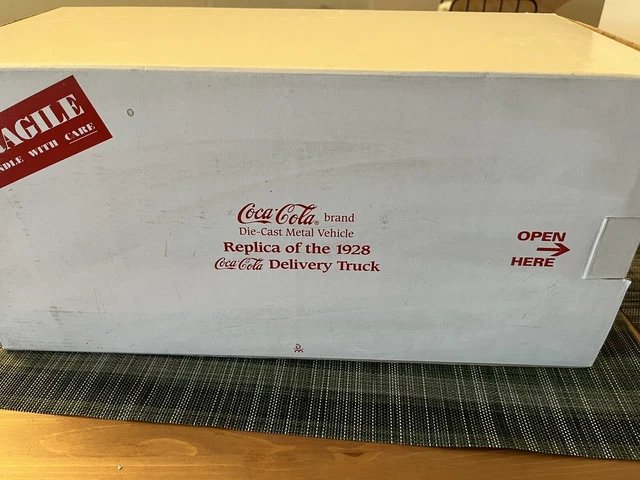 AGILE
NDLE WITH CARE
Coca-Cola® brand
Die-Cast Metal Vehicle
Replica of the 1928
Coca-Cola Delivery Truck
OPEN
HERE
DM